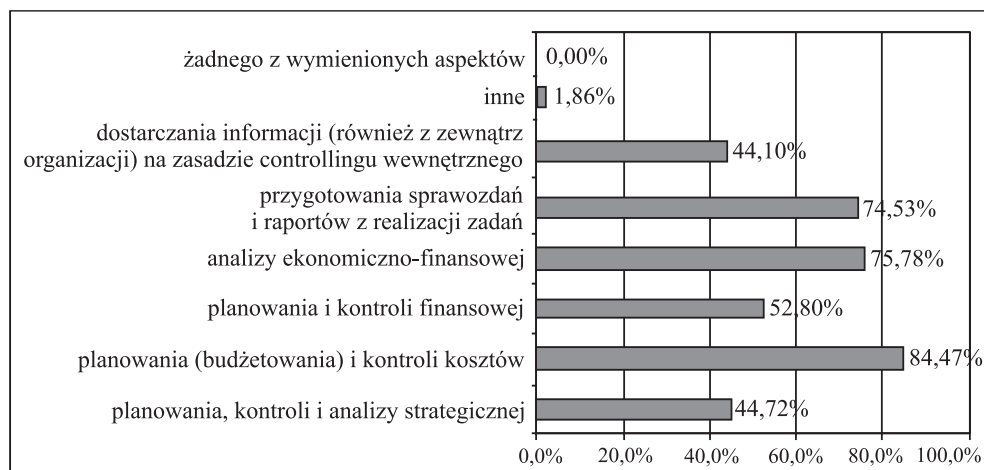 żadnego z wymienionych aspektów 0,00%
inne 1,86%
dostarczania informacji (również z zewnątrz
organizacji) na zasadzie controllingu wewnętrznego 44,10%
przygotowania sprawozdań
i raportów z realizacji zadań 74,53%
analizy ekonomiczno-finansowej 75,78%
planowania i kontroli finansowej 52,80%
planowania (budżetowania) i kontroli kosztów 84,47%
planowania, kontroli i analizy strategicznej 44,72%
0,0% 20,0% 40,0% 60,0% 80,0% 100,0%